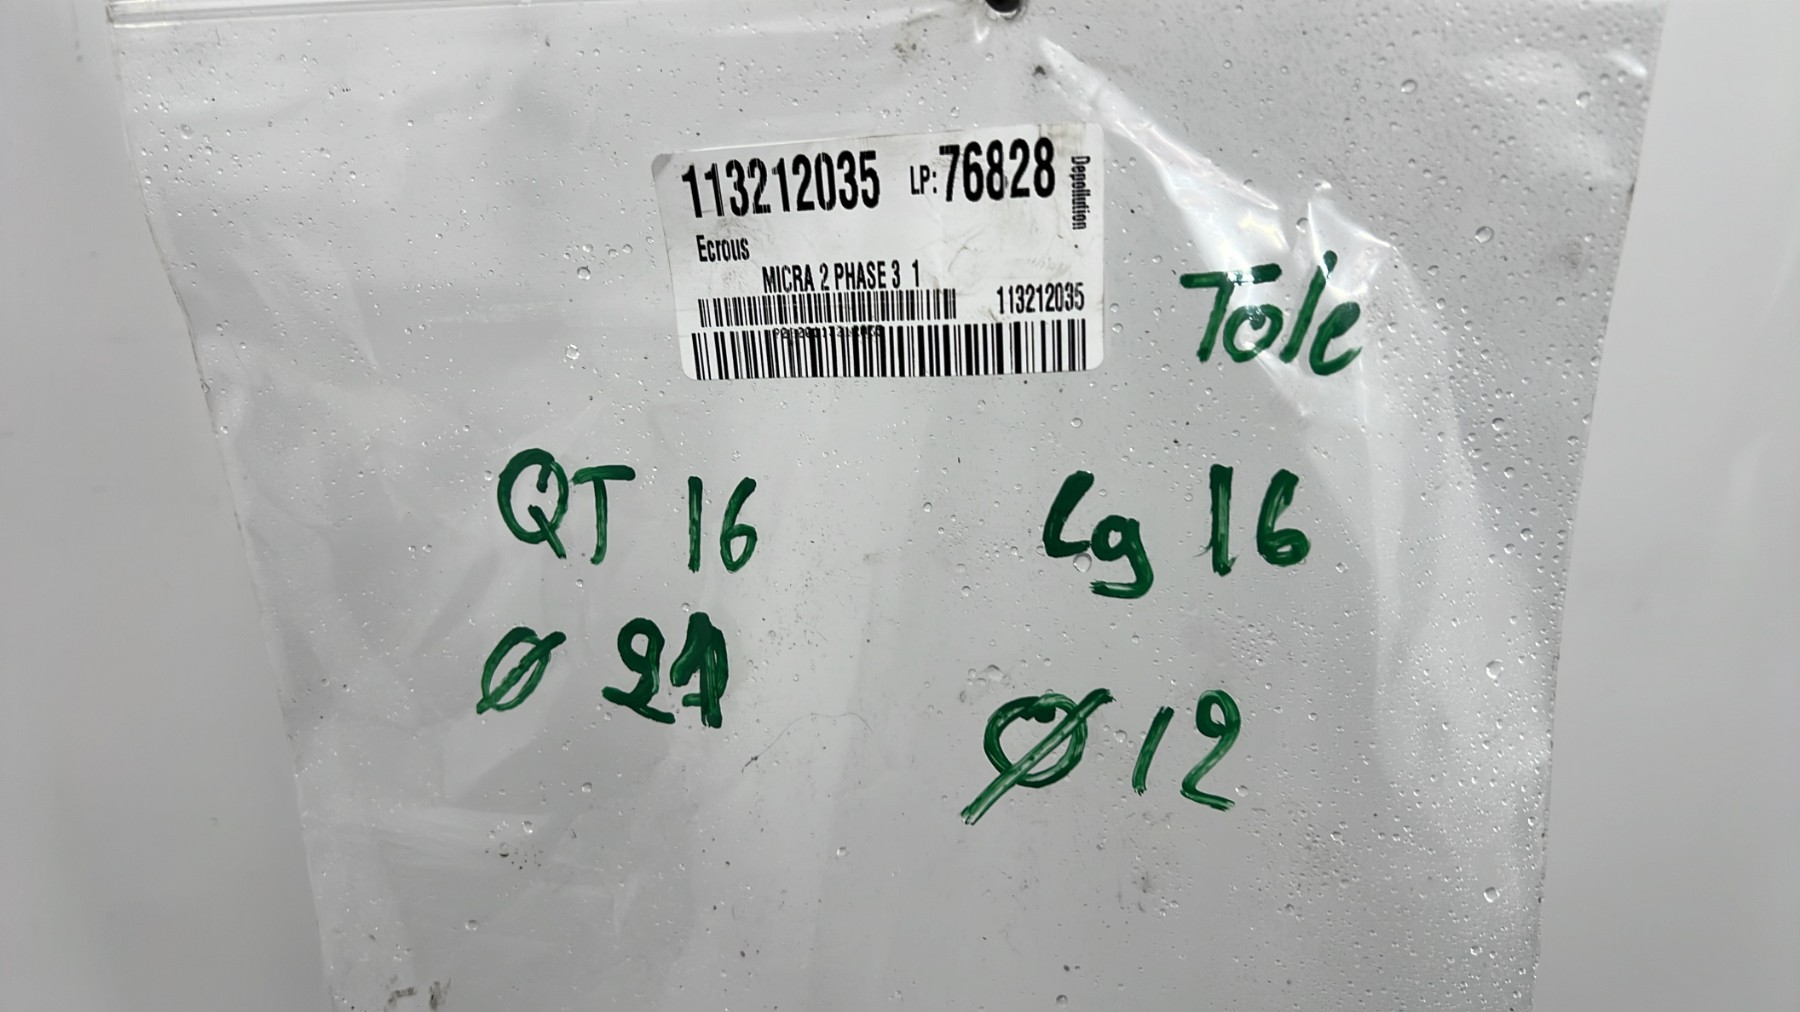 113212035 LP: 76828
Depollution
Ecrous
MICRA 2 PHASE 3 1
113212035
Tole
QT 16
Lg 16
Ø 21
Ø 12